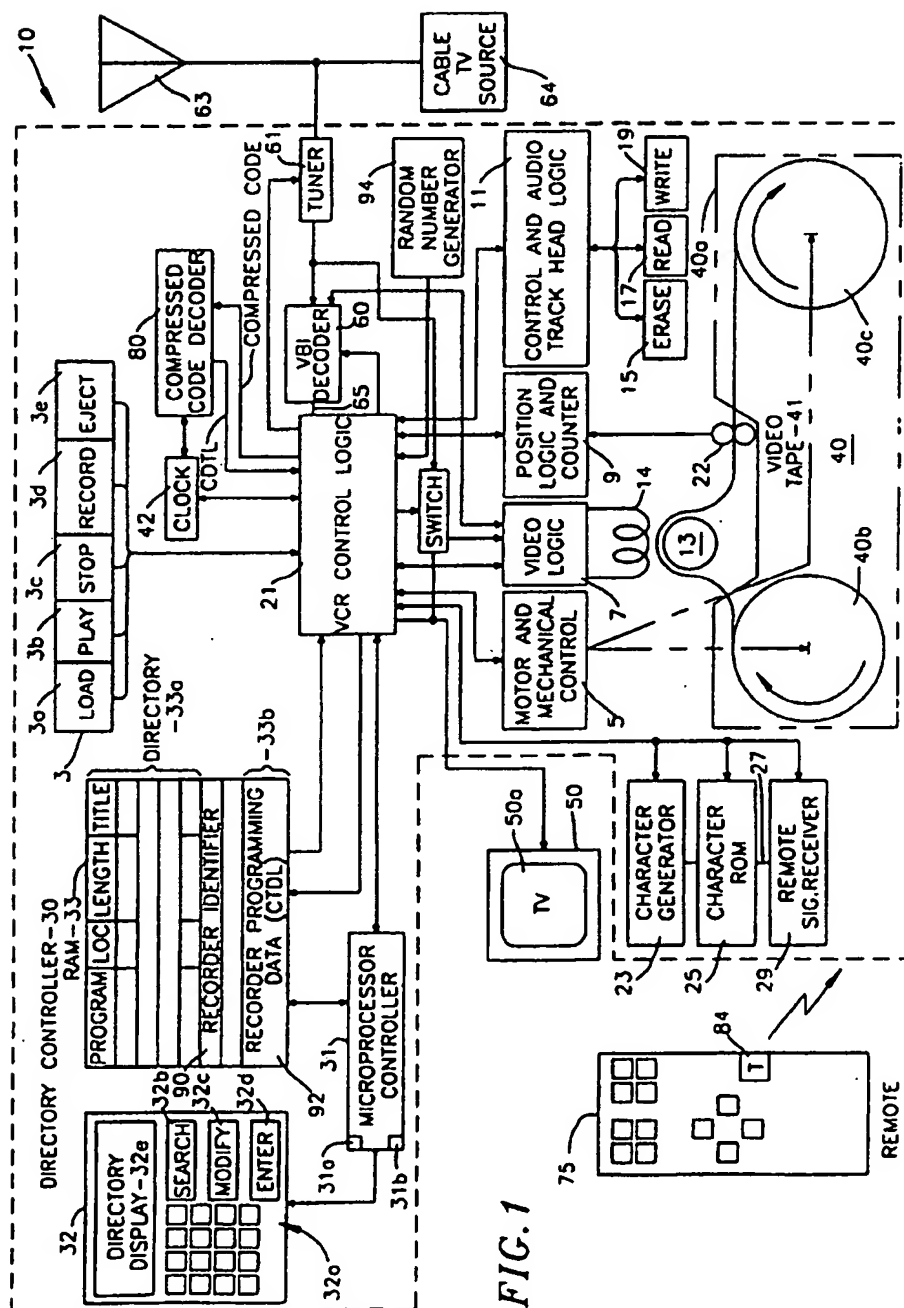 10
63
CABLE
TV
SOURCE
64
DIRECTORY CONTROLLER-30
RAM-33
32
DIRECTORY
DISPLAY-32e
SEARCH
32b
MODIFY
32c
ENTER
32d
32a
PROGRAM
LOC
LENGTH
TITLE
DIRECTORY
-33a
90
RECORDER IDENTIFIER
RECORDER PROGRAMMING
DATA (CTDL)
-33b
92
3
3a
LOAD
3b
PLAY
3c
STOP
3d
RECORD
3e
EJECT
42
CLOCK
80
COMPRESSED
CODE DECODER
CDTL
COMPRESSED CODE
61
TUNER
31a
31
MICROPROCESSOR
CONTROLLER
31b
21
VCR CONTROL LOGIC
65
VBI
DECODER
60
94
RANDOM
NUMBER
GENERATOR
SWITCH
50a
TV
50
MOTOR AND
MECHANICAL
CONTROL
5
VIDEO
LOGIC
7
14
POSITION
LOGIC AND
COUNTER
9
CONTROL AND AUDIO
TRACK HEAD LOGIC
11
ERASE
15
READ
17
WRITE
19
CHARACTER
GENERATOR
23
CHARACTER
ROM
25
27
REMOTE
SIG.RECEIVER
29
13
22
VIDEO
TAPE-41
40
40a
40b
40c
75
T
84
REMOTE
FIG.1